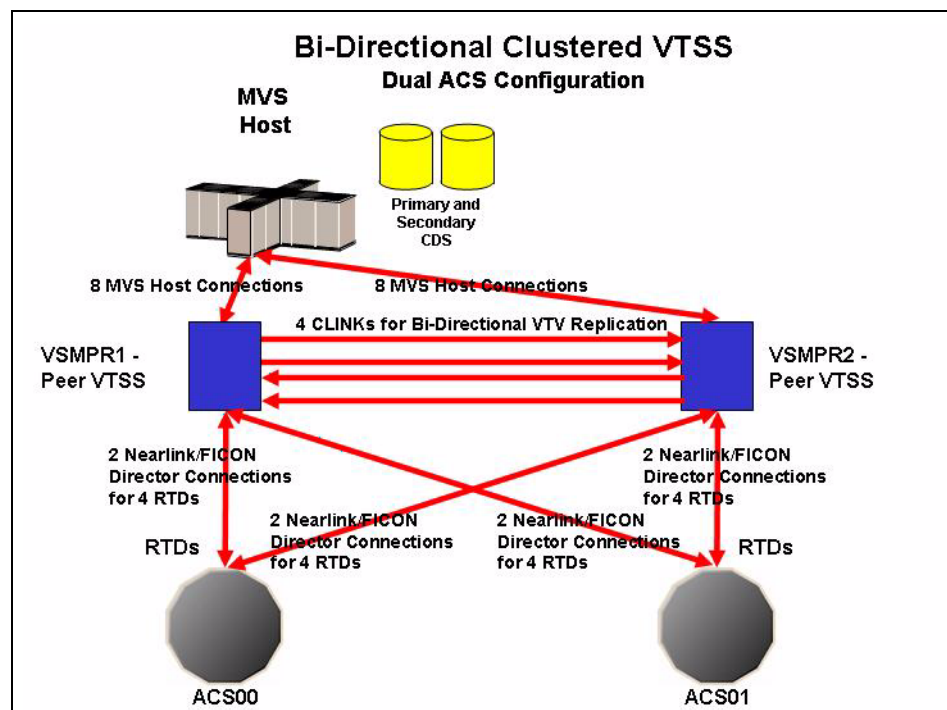 Bi-Directional Clustered VTSS
Dual ACS Configuration
MVS
Host
Primary and
Secondary
CDS
8 MVS Host Connections
8 MVS Host Connections
4 CLINKs for Bi-Directional VTV Replication
VSMPR1 -
Peer VTSS
VSMPR2 -
Peer VTSS
2 Nearlink/FICON
Director Connections
for 4 RTDs
2 Nearlink/FICON
Director Connections
for 4 RTDs
2 Nearlink/FICON
Director Connections
for 4 RTDs
2 Nearlink/FICON
Director Connections
for 4 RTDs
RTDs
RTDs
ACS00
ACS01